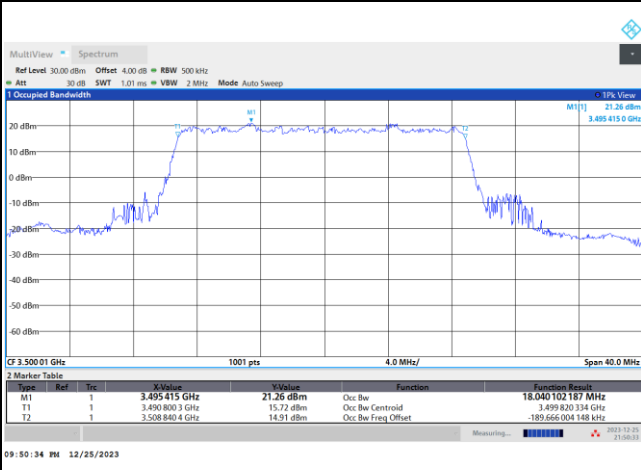 MultiView Spectrum
Ref Level 30.00 dBm Offset 4.00 dB RBW 500 kHz
Att 30 dB SWT 1.01 ms VBW 2 MHz Mode Auto Sweep
1 Occupied Bandwidth 1Pk View
M1[1] 21.26 dBm
3.495 415 0 GHz
M1
T1
T2
20 dBm
10 dBm
0 dBm
-10 dBm
-20 dBm
-30 dBm
-40 dBm
-50 dBm
-60 dBm
CF 3.500 01 GHz 1001 pts 4.0 MHz/ Span 40.0 MHz
2 Marker Table
Type Ref Trc X-Value Y-Value Function Function Result
M1 1 3.495 415 GHz 21.26 dBm Occ Bw 18.040 102 187 MHz
T1 1 3.490 800 3 GHz 15.72 dBm Occ Bw Centroid 3.499 820 334 GHz
T2 1 3.508 840 4 GHz 14.91 dBm Occ Bw Freq Offset -189.666 004 148 kHz
Measuring... 2023-12-25
21:50:33
09:50:34 PM 12/25/2023